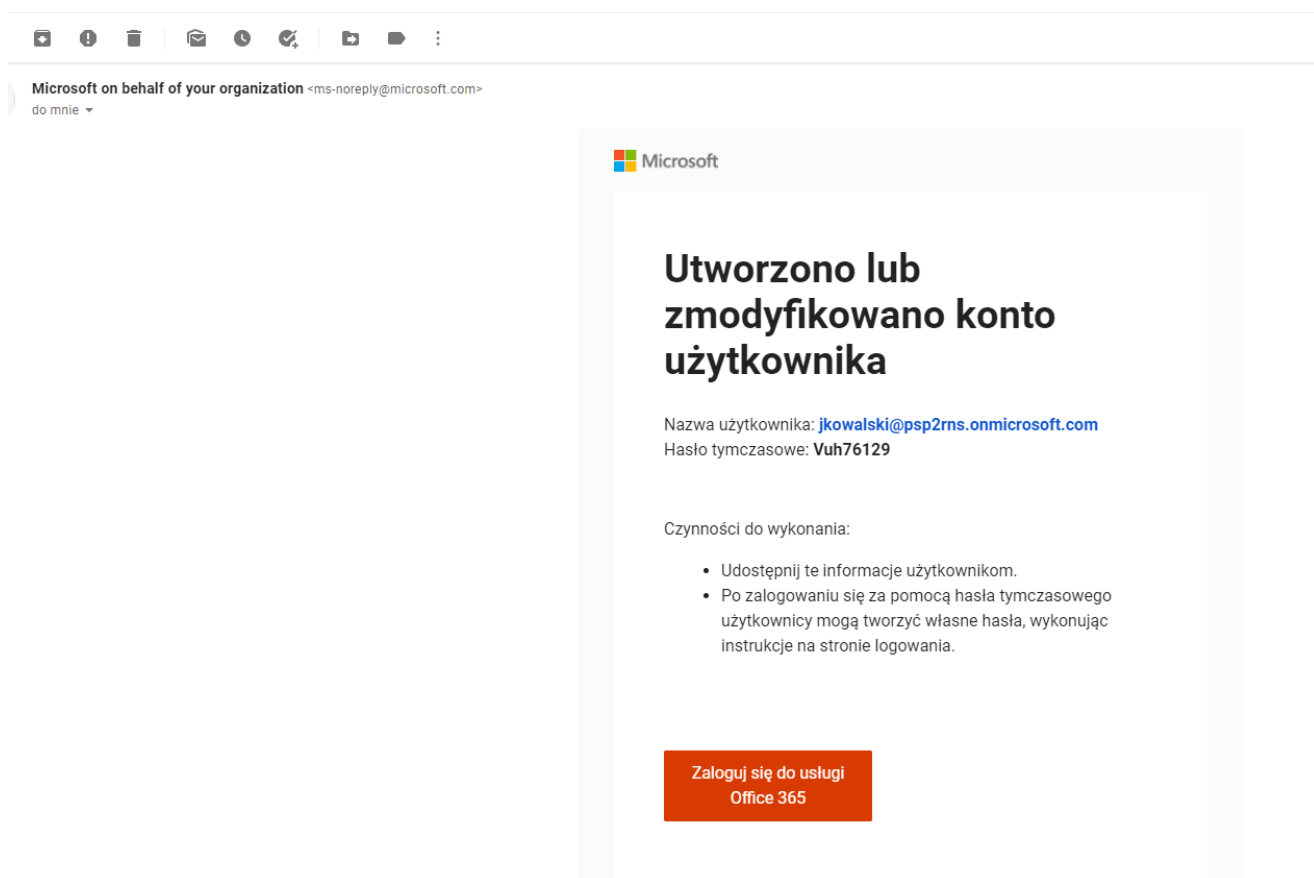 Microsoft on behalf of your organization <ms-noreply@microsoft.com>
do mnie
Microsoft
Utworzono lub
zmodyfikowano konto
użytkownika
Nazwa użytkownika: jkowalski@psp2rns.onmicrosoft.com
Hasło tymczasowe: Vuh76129
Czynności do wykonania:
• Udostępnij te informacje użytkownikom.
• Po zalogowaniu się za pomocą hasła tymczasowego
użytkownicy mogą tworzyć własne hasła, wykonując
instrukcje na stronie logowania.
Zaloguj się do usługi
Office 365